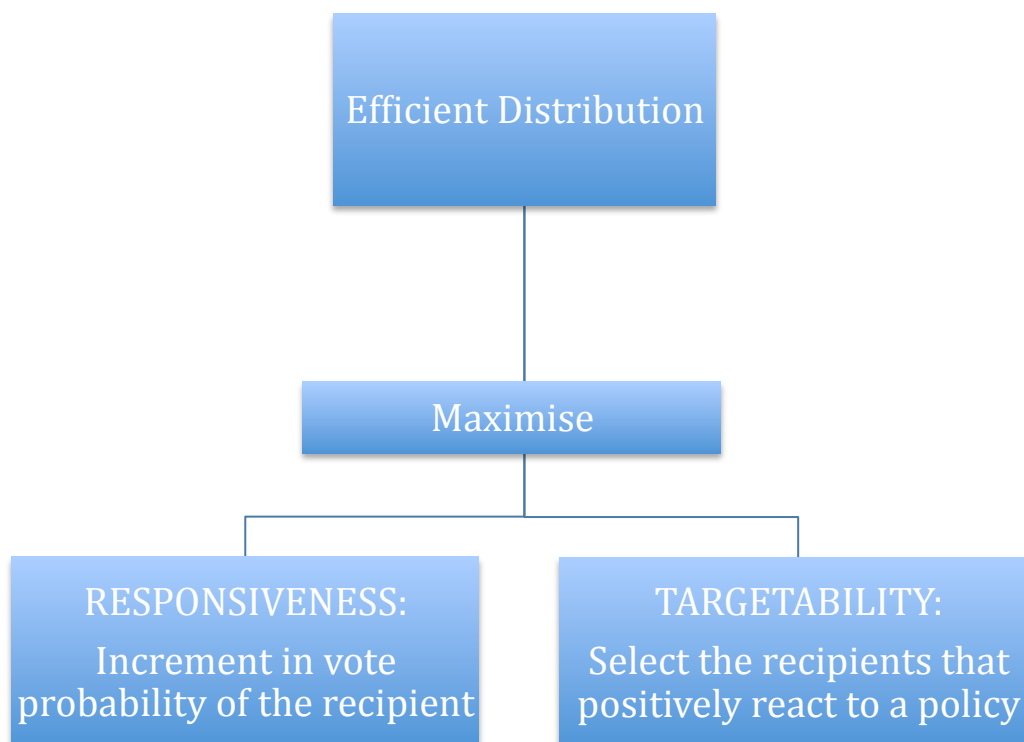 Efficient Distribution
Maximise
RESPONSIVENESS:
Increment in vote
probability of the recipient
TARGETABILITY:
Select the recipients that
positively react to a policy